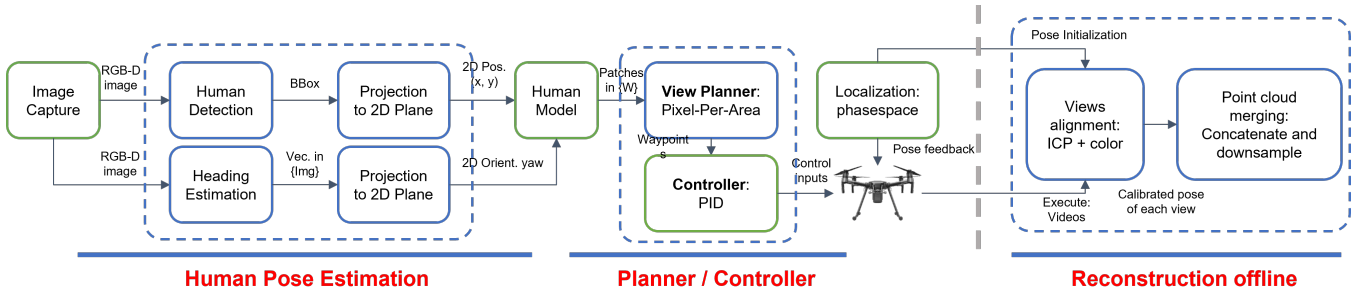 RGB-D
image
Image
Capture
RGB-D
image
Human
Detection
BBox
Projection
to 2D Plane
Heading
Estimation
Vec. in
{Img}
Projection
to 2D Plane
2D Pos.
(x, y)
2D Orient. yaw
Human
Model
Patches
in {W}
View Planner:
Pixel-Per-Area
Waypoint
s
Controller:
PID
Control
inputs
Localization:
phasespace
Pose feedback
Pose Initialization
Execute:
Videos
Views
alignment:
ICP + color
Calibrated pose
of each view
Point cloud
merging:
Concatenate and
downsample
Human Pose Estimation
Planner / Controller
Reconstruction offline